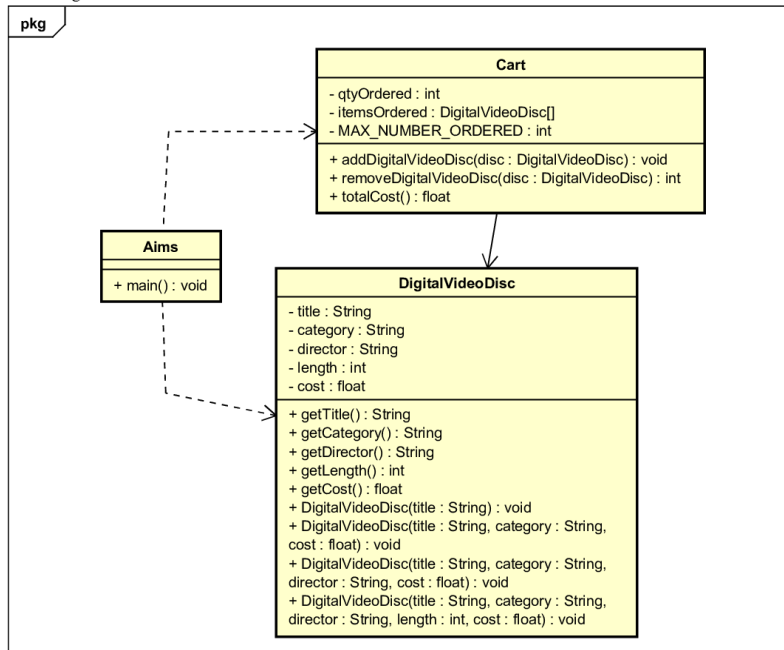 pkg
Cart
- qtyOrdered : int
- itemsOrdered : DigitalVideoDisc[]
- MAX_NUMBER_ORDERED : int
+ addDigitalVideoDisc(disc : DigitalVideoDisc) : void
+ removeDigitalVideoDisc(disc : DigitalVideoDisc) : int
+ totalCost() : float
Aims
+ main() : void
DigitalVideoDisc
- title : String
- category : String
- director : String
- length : int
- cost : float
+ getTitle() : String
+ getCategory() : String
+ getDirector() : String
+ getLength() : int
+ getCost() : float
+ DigitalVideoDisc(title : String) : void
+ DigitalVideoDisc(title : String, category : String,
cost : float) : void
+ DigitalVideoDisc(title : String, category : String,
director : String, cost : float) : void
+ DigitalVideoDisc(title : String, category : String,
director : String, length : int, cost : float) : void